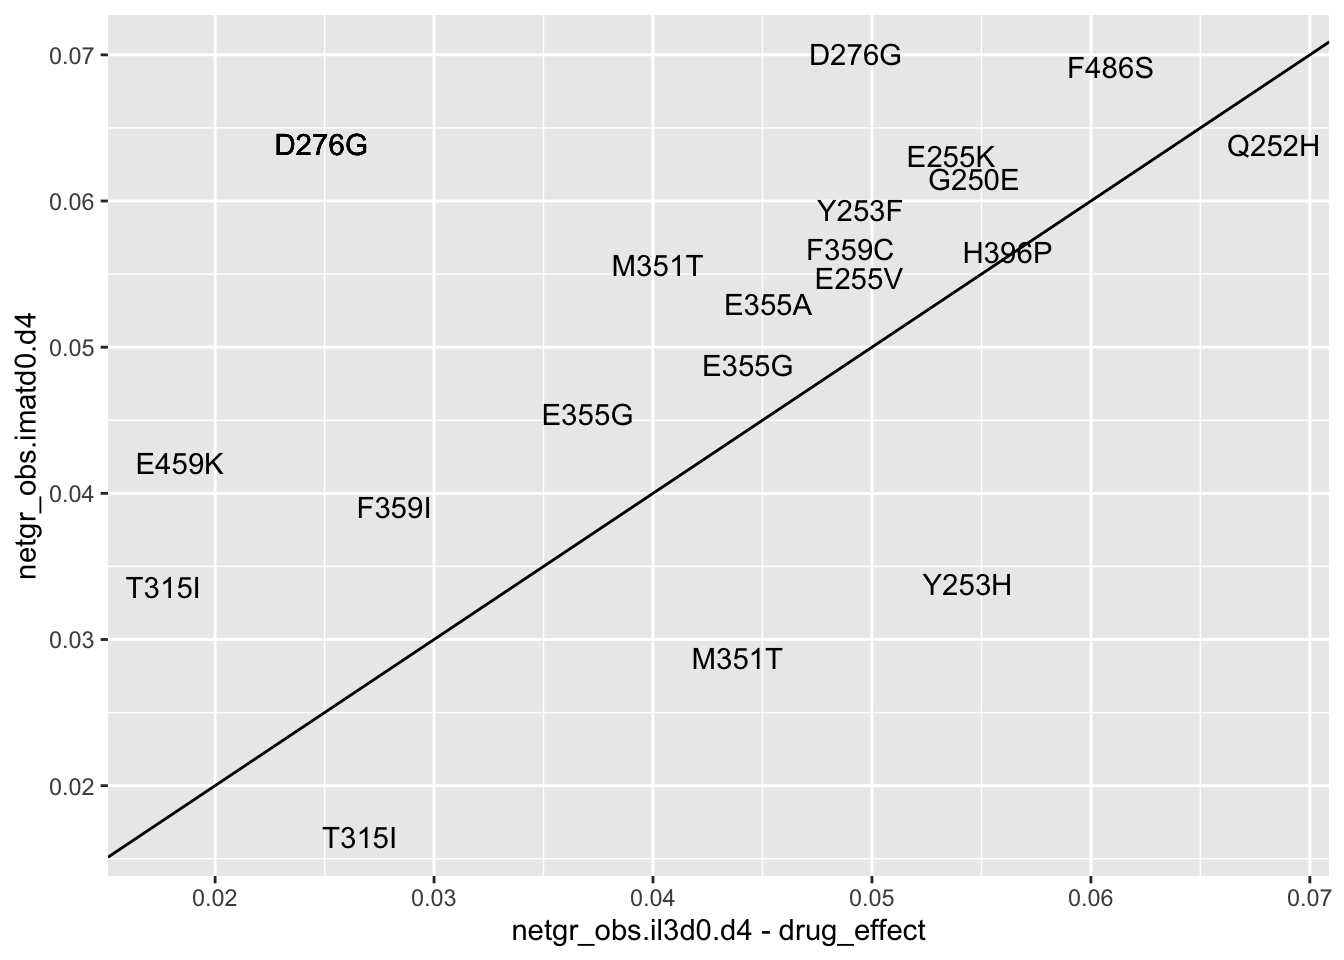 D276G
F486S
0.07
D276G
Q252H
E255K
G250E
0.06
Y253F
F359C
H396P
M351T
E255V
E355A
0.05
E355G
E355G
E459K
0.04
F359I
T315I
Y253H
0.03
M351T
0.02
T315I
netgr_obs.imatd0.d4
0.02 0.03 0.04 0.05 0.06 0.07
netgr_obs.il3d0.d4 - drug_effect